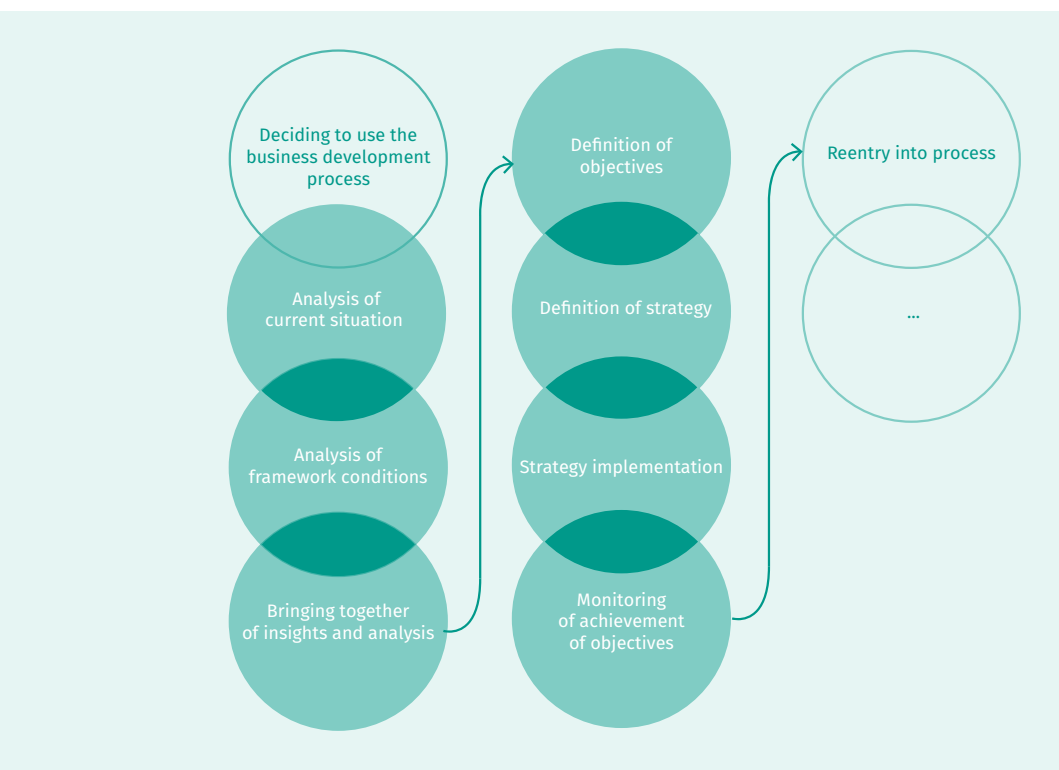 Deciding to use the
business development
process
Analysis of
current situation
Analysis of
framework conditions
Bringing together
of insights and analysis
Definition of
objectives
Definition of strategy
Strategy implementation
Monitoring
of achievement
of objectives
Reentry into process
...